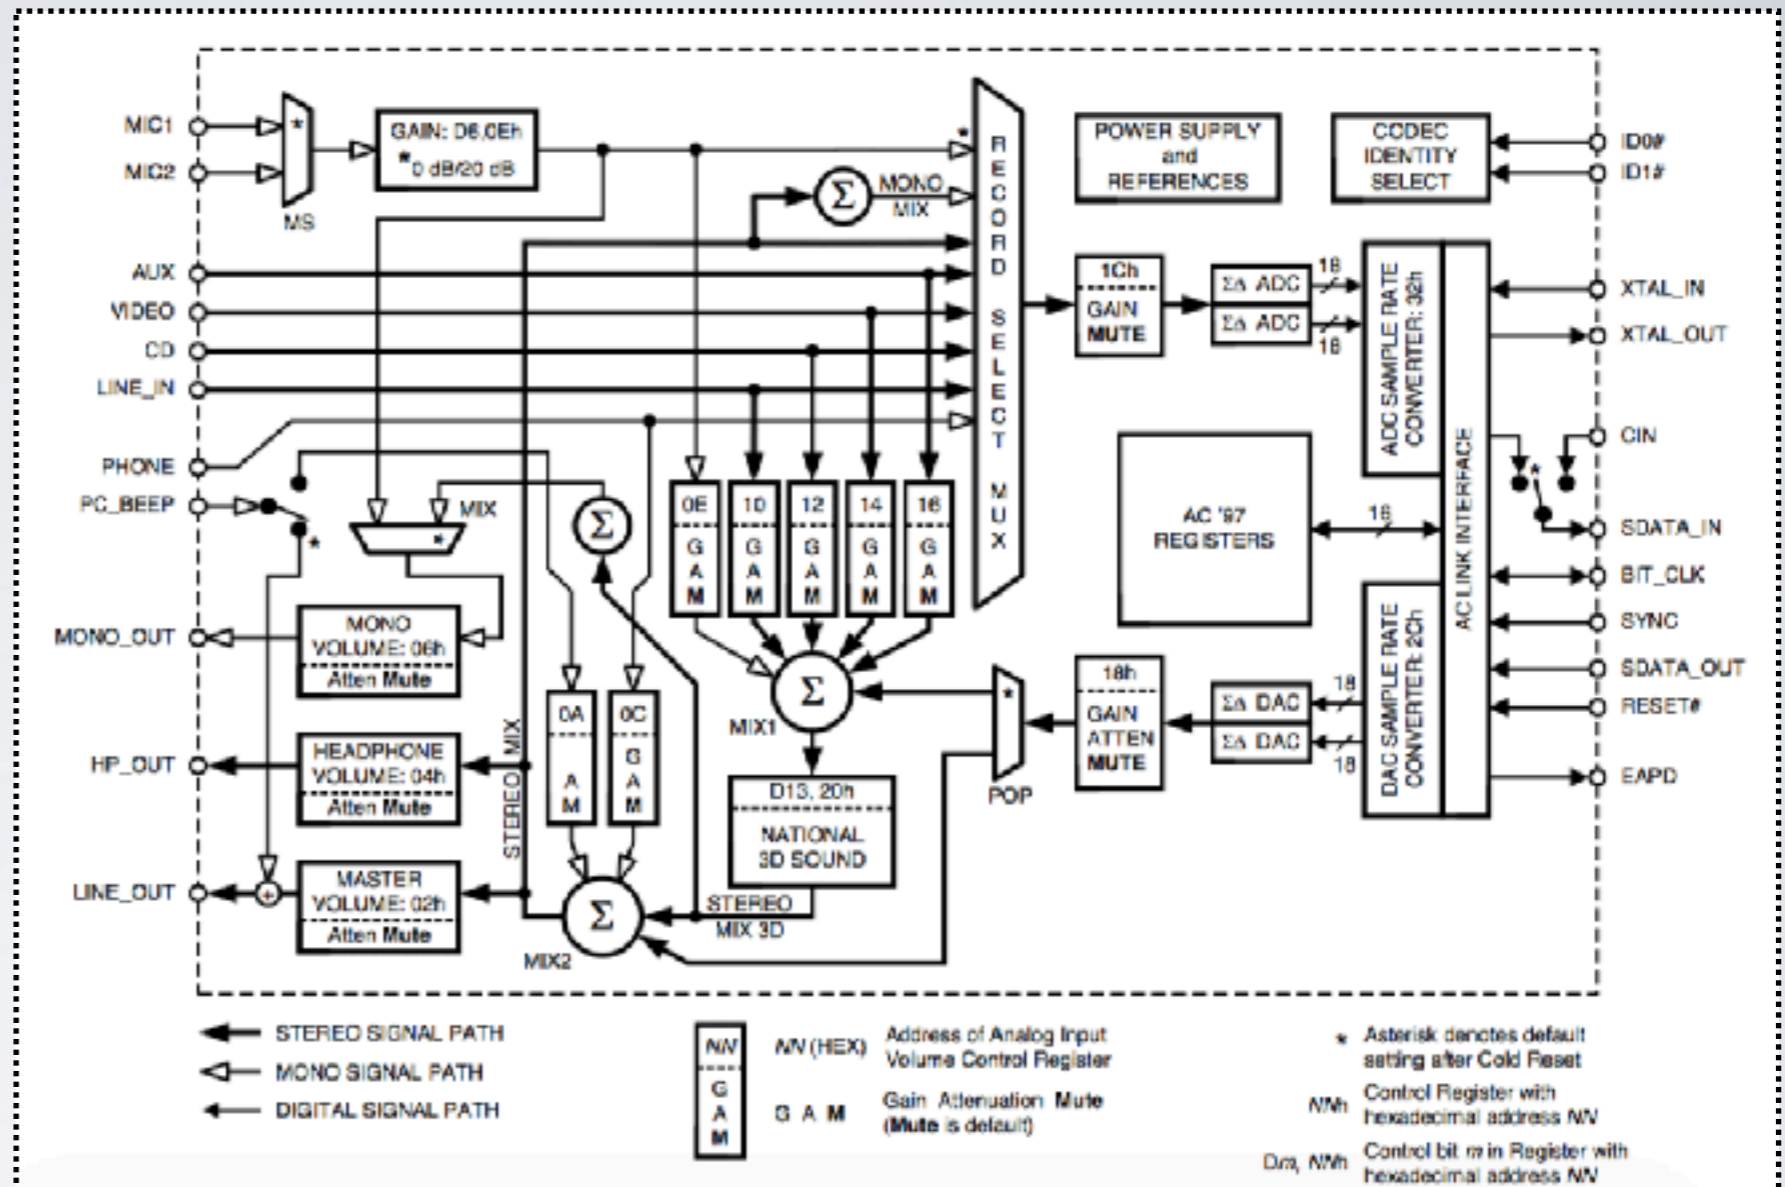 MIC1
MIC2
MS
GAIN: D6,0Eh
*0 dB/20 dB
*
*
MONO
MIX
Σ
RECORD SELECT MUX
POWER SUPPLY
and
REFERENCES
CODEC
IDENTITY
SELECT
ID0#
ID1#
AUX
VIDEO
CD
LINE_IN
PHONE
PC_BEEP
*
MIX
*
Σ
1Ch
GAIN
MUTE
ΣΔ ADC
ΣΔ ADC
18
18
ADC SAMPLE RATE
CONVERTER: 32h
AC LINK INTERFACE
XTAL_IN
XTAL_OUT
CIN
*
SDATA_IN
BIT_CLK
SYNC
SDATA_OUT
RESET#
EAPD
AC '97
REGISTERS
16
0E
G
A
M
10
G
A
M
12
G
A
M
14
G
A
M
16
G
A
M
Σ
MIX1
MONO_OUT
MONO
VOLUME: 06h
Atten Mute
HP_OUT
HEADPHONE
VOLUME: 04h
Atten Mute
LINE_OUT
+
MASTER
VOLUME: 02h
Atten Mute
STEREO MIX
0A
A
M
0C
G
A
M
D13, 20h
NATIONAL
3D SOUND
STEREO
MIX 3D
Σ
MIX2
*
POP
18h
GAIN
ATTEN
MUTE
ΣΔ DAC
ΣΔ DAC
18
18
DAC SAMPLE RATE
CONVERTER: 2Ch
STEREO SIGNAL PATH
MONO SIGNAL PATH
DIGITAL SIGNAL PATH
NN
G
A
M
NN (HEX)
Address of Analog Input
Volume Control Register
G A M
Gain Attenuation Mute
(Mute is default)
* Asterisk denotes default
setting after Cold Reset
NNh
Control Register with
hexadecimal address NN
Dm, NNh
Control bit m in Register with
hexadecimal address NN